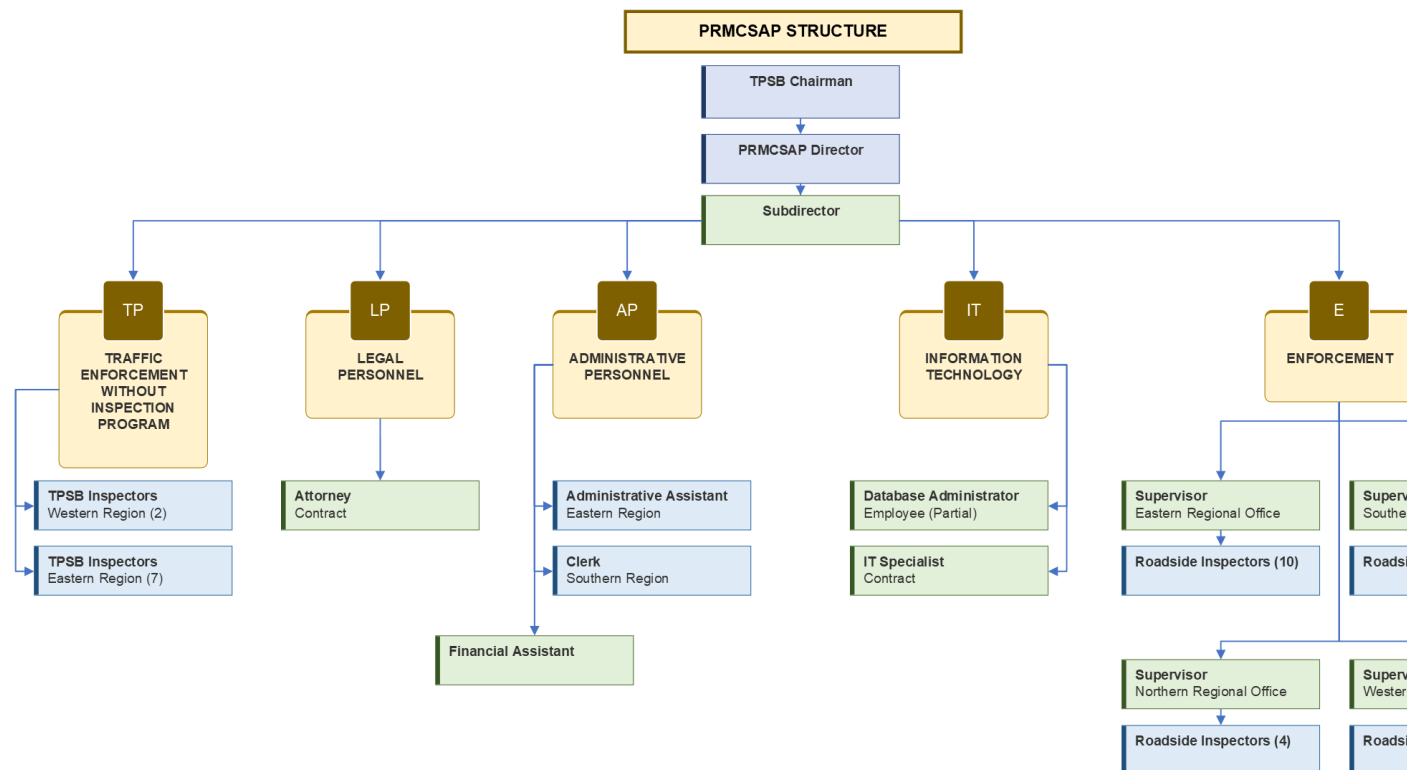 PRMCSAP STRUCTURE
TPSB Chairman
PRMCSAP Director
Subdirector
TP
LP
AP
IT
E
TRAFFIC
ENFORCEMENT
WITHOUT
INSPECTION
PROGRAM
LEGAL
PERSONNEL
ADMINISTRATIVE
PERSONNEL
INFORMATION
TECHNOLOGY
ENFORCEMENT
TPSB Inspectors
Western Region (2)
TPSB Inspectors
Eastern Region (7)
Attorney
Contract
Administrative Assistant
Eastern Region
Clerk
Southern Region
Financial Assistant
Database Administrator
Employee (Partial)
IT Specialist
Contract
Supervisor
Eastern Regional Office
Roadside Inspectors (10)
Supervisor
Northern Regional Office
Roadside Inspectors (4)